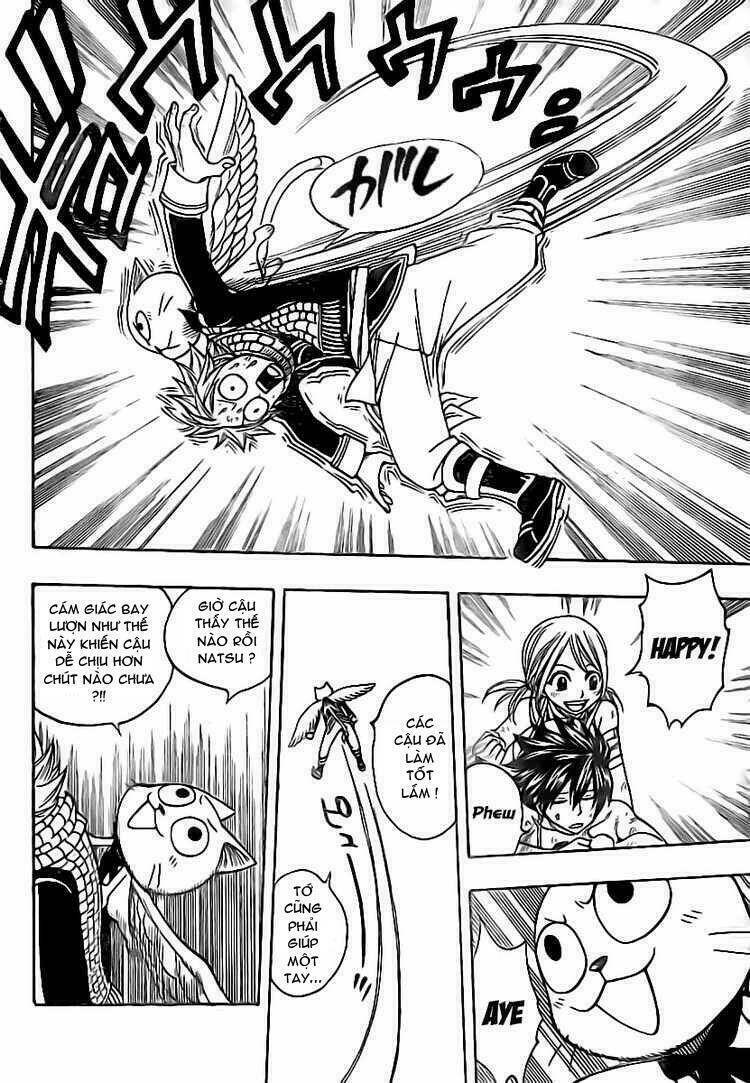 ガバッ
HAPPY!
Phew
AYE
CÁC
CẬU ĐÃ
LÀM
TỐT
LẮM !
TỚ
CŨNG
PHẢI
GIÚP
MỘT
TAY...
GIỜ CẬU
THẤY THẾ
NÀO RỒI
NATSU ?
CẢM GIÁC BAY
LƯỢN NHƯ THẾ
NÀY KHIẾN CẬU
DỄ CHỊU HƠN
CHÚT NÀO CHƯA
?!!